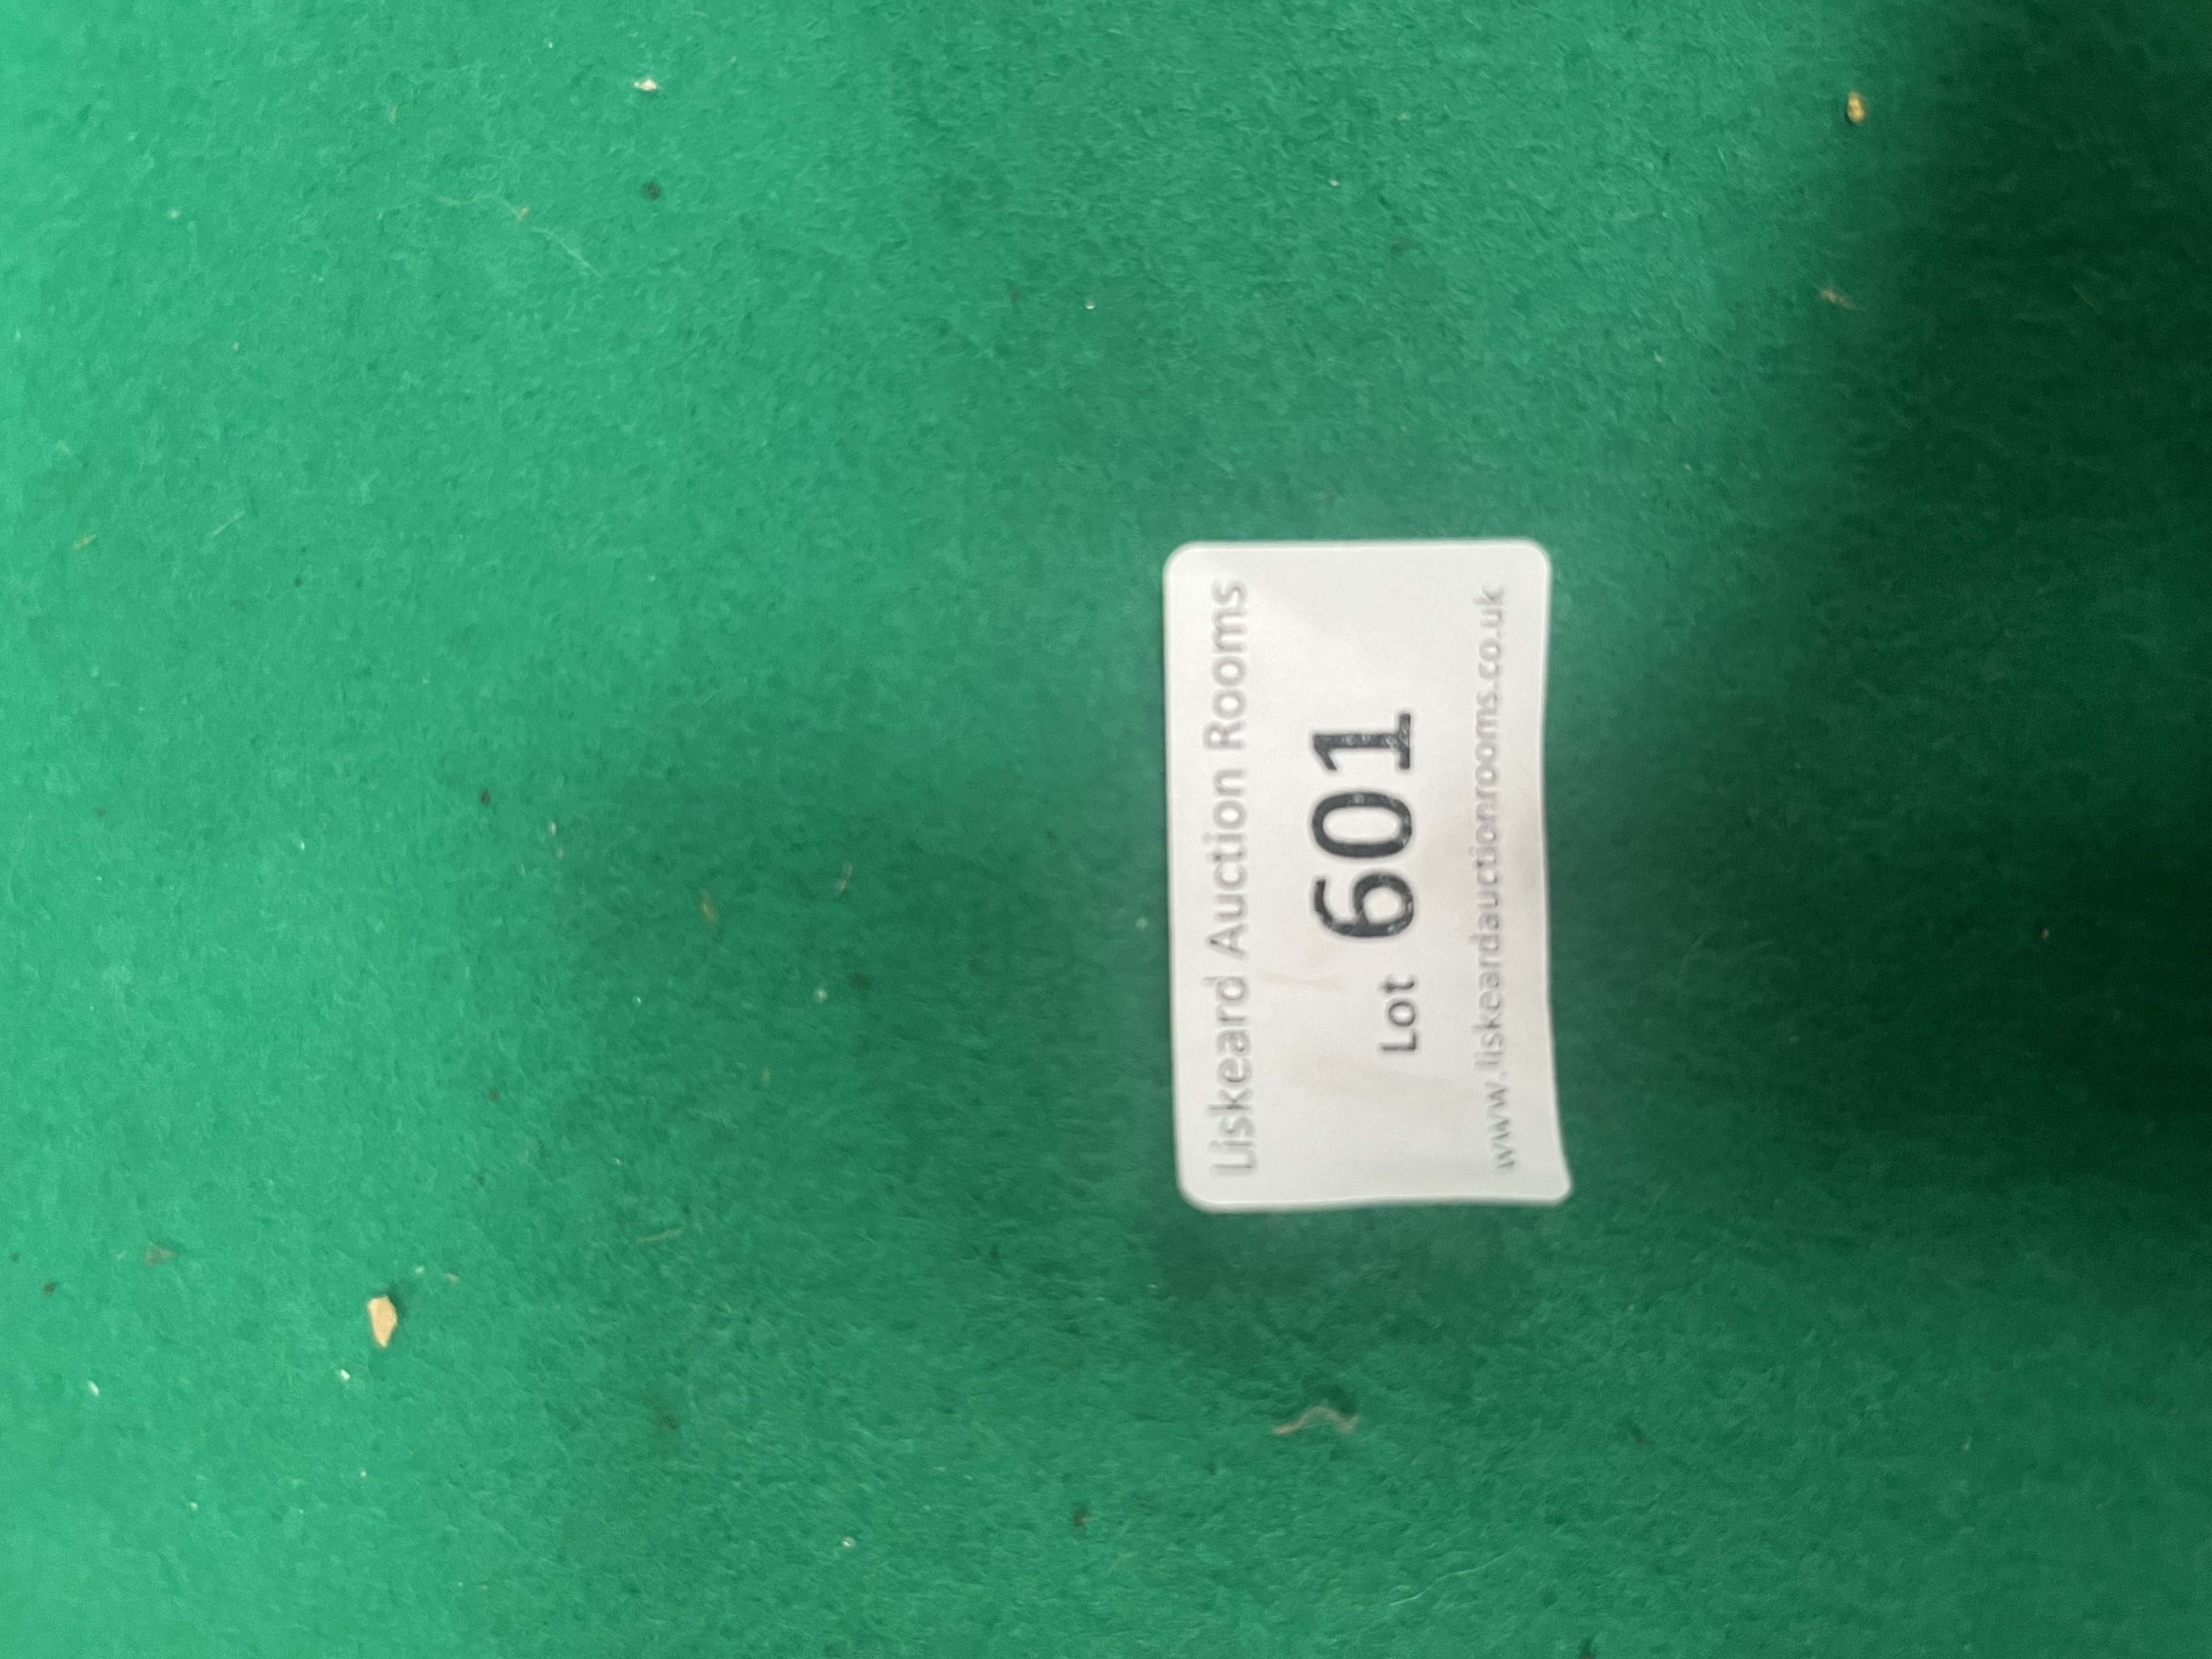 Liskeard Auction Rooms
Lot 601
www.liskeardauctionrooms.co.uk